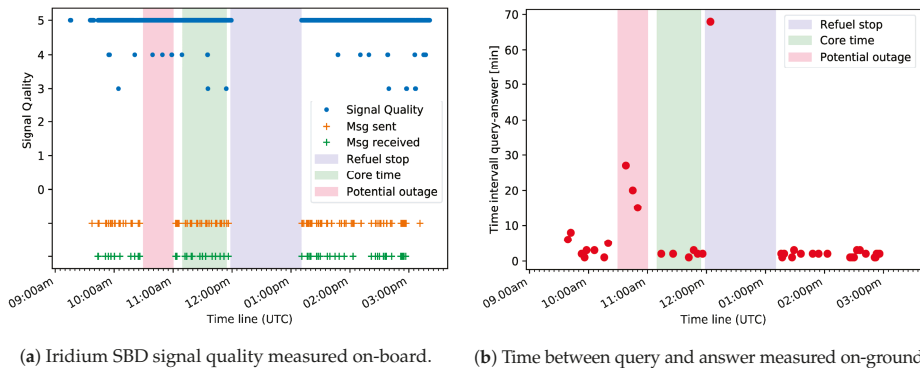 5
4
3
5
2
1
0
Signal Quality
Signal Quality
Msg sent
Msg received
Refuel stop
Core time
Potential outage
09:00am
10:00am
11:00am
12:00pm
01:00pm
02:00pm
03:00pm
Time line (UTC)
(a) Iridium SBD signal quality measured on-board.
70
60
50
40
30
20
10
0
Time intervall query-answer [min]
Refuel stop
Core time
Potential outage
09:00am
10:00am
11:00am
12:00pm
01:00pm
02:00pm
03:00pm
Time line (UTC)
(b) Time between query and answer measured on-ground